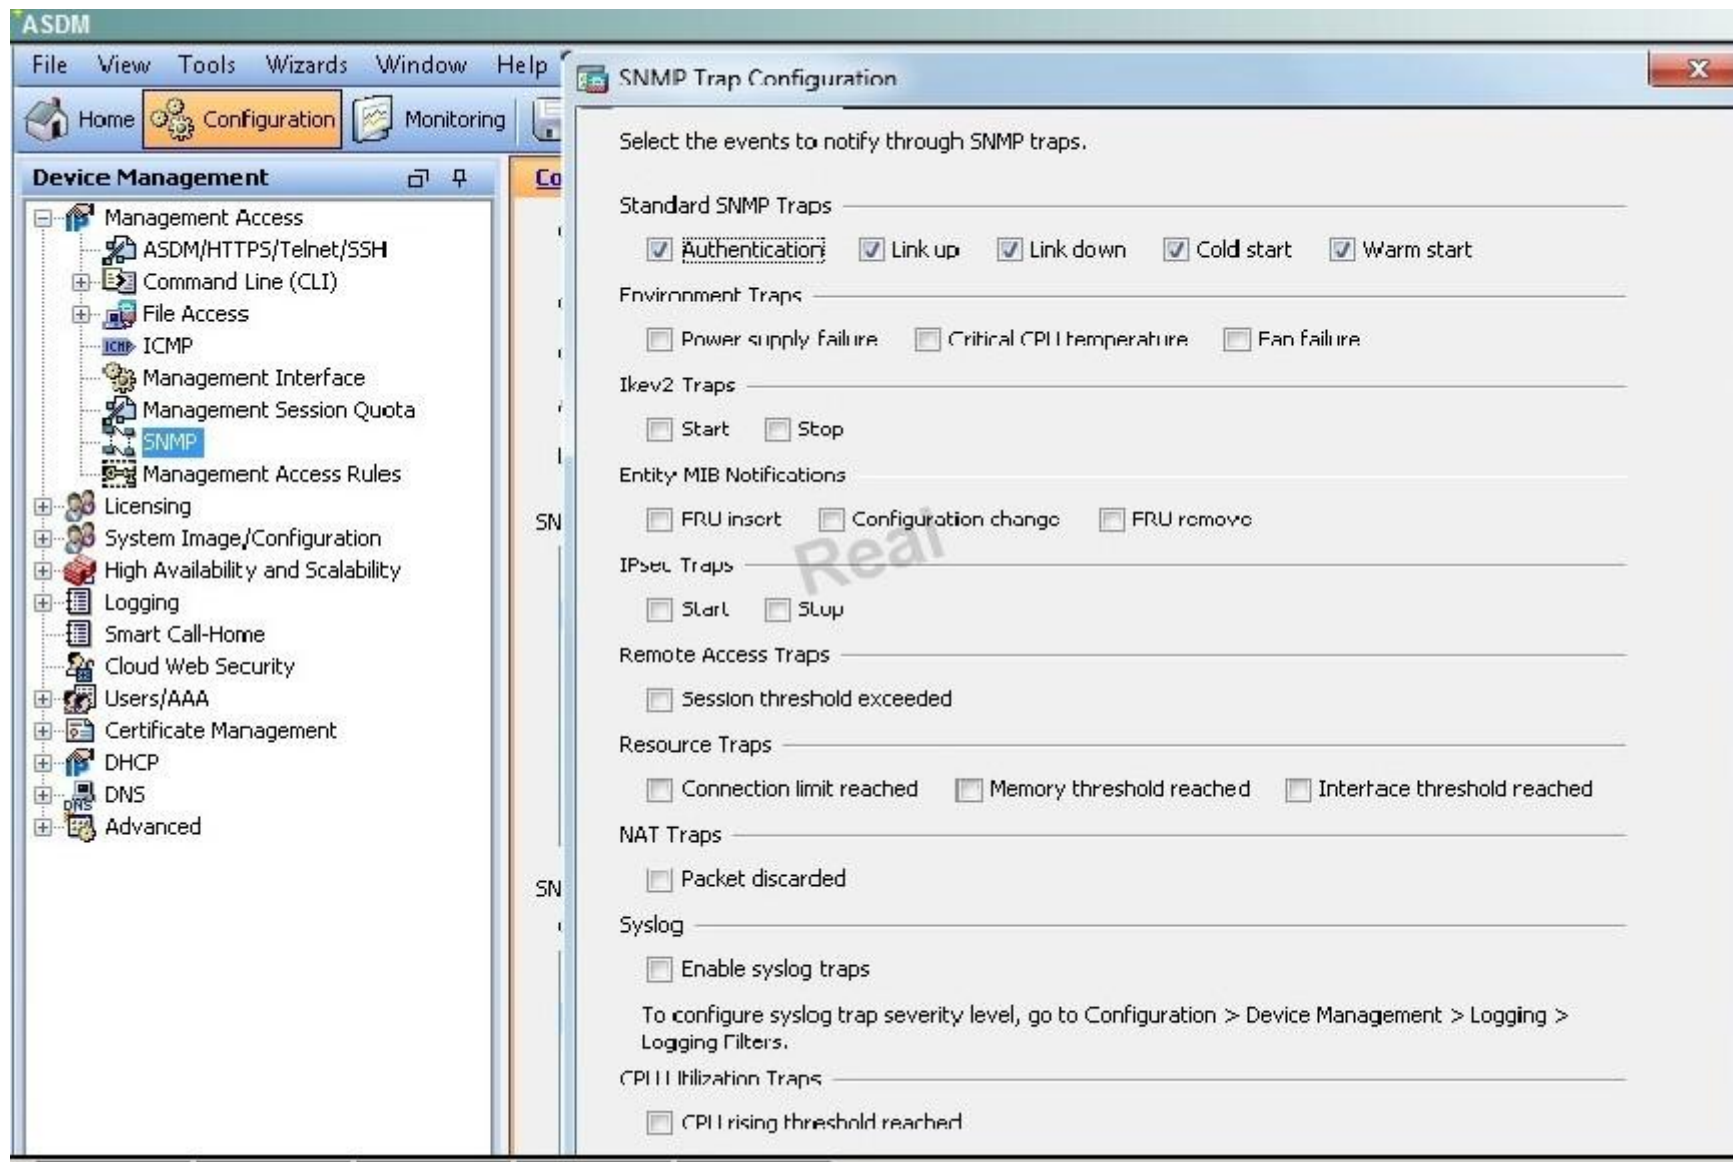 ASDM
File View Tools Wizards Window Help
Home Configuration Monitoring
Device Management
Management Access
ASDM/HTTPS/Telnet/SSH
Command Line (CLI)
File Access
ICMP ICMP
Management Interface
Management Session Quota
SNMP
Management Access Rules
Licensing
System Image/Configuration
High Availability and Scalability
Logging
Smart Call-Home
Cloud Web Security
Users/AAA
Certificate Management
DHCP
DNS DNS
Advanced
Co
SN
SN
SNMP Trap Configuration
Select the events to notify through SNMP traps.
Standard SNMP Traps
Authentication Link up Link down Cold start Warm start
Environment Traps
Power supply failure Critical CPU temperature Fan failure
Ikev2 Traps
Start Stop
Entity MIB Notifications
FRU insert Configuration change FRU remove
IPsec Traps
Start Stop
Remote Access Traps
Session threshold exceeded
Resource Traps
Connection limit reached Memory threshold reached Interface threshold reached
NAT Traps
Packet discarded
Syslog
Enable syslog traps
To configure syslog trap severity level, go to Configuration > Device Management > Logging >
Logging Filters.
CPU Utilization Traps
CPU rising threshold reached
Real